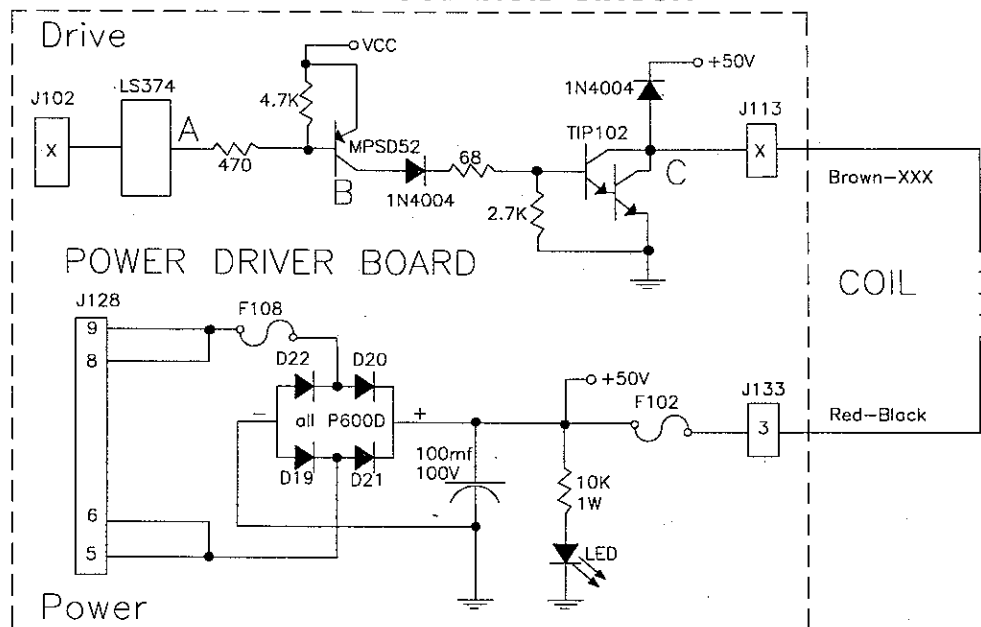 Drive
VCC
+50V
J102
LS374
4.7K
1N4004
J113
X
A
470
MPSD52
B
1N4004
68
TIP102
2.7K
C
X
Brown-XXX
POWER DRIVER BOARD
COIL
J128
9
8
6
5
F108
D22
D20
-
all P600D
+
D19
D21
100mf
100V
+50V
F102
J133
3
Red-Black
10K
1W
LED
Power